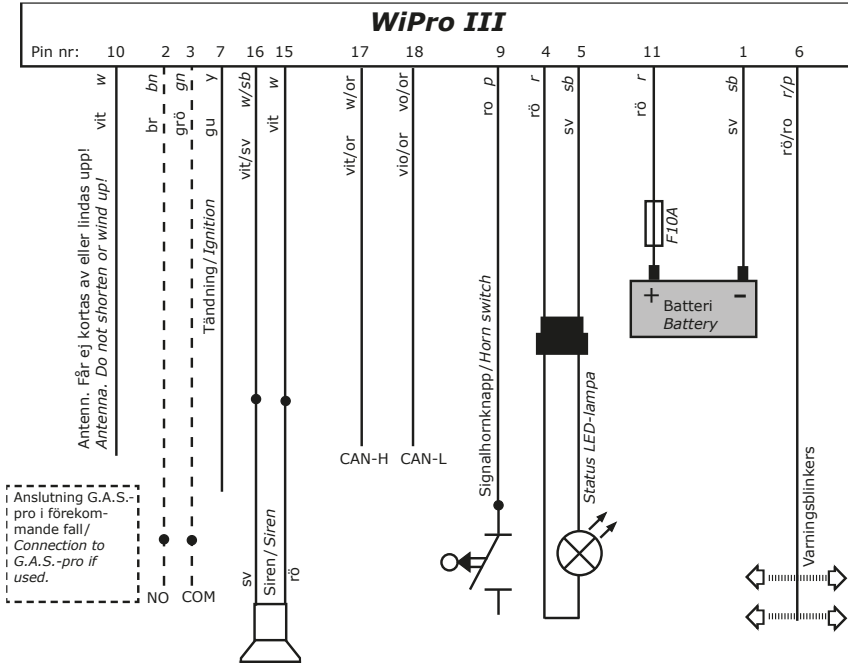 WiPro III
Pin nr: 10 2 3 7 16 15 17 18 9 4 5 11 1 6
w
vit
Antenn. Får ej kortas av eller lindas upp!
Antenna. Do not shorten or wind up!
bn
br
gn
grö
y
gu
Tändning/Ignition
w/sb
vit/sv
w
vit
w/or
vit/or
vo/or
vio/or
p
ro
Signalhornknapp/Horn switch
r
rö
sb
sv
Status LED-lampa
r
rö
F10A
sb
sv
r/p
rö/ro
Varningsblinkers
+ -
Batteri
Battery
CAN-H CAN-L
Anslutning G.A.S.-
pro i förekom-
mande fall/
Connection to
G.A.S.-pro if
used.
NO COM
sv
Siren/Siren
rö